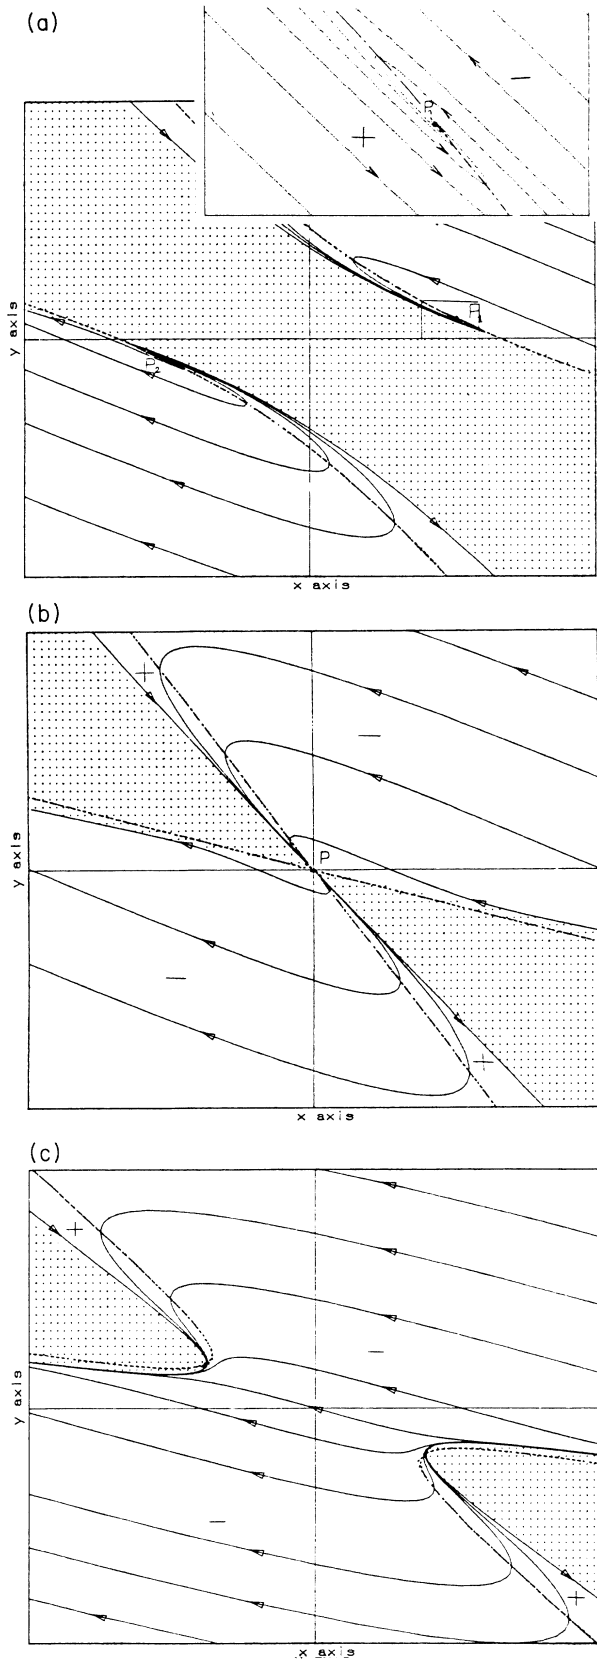 (a)
−
P
+
P₁
y axis
P₂
x axis
(b)
+
−
P
y axis
−
+
x axis
(c)
+
−
y axis
−
+
x axis